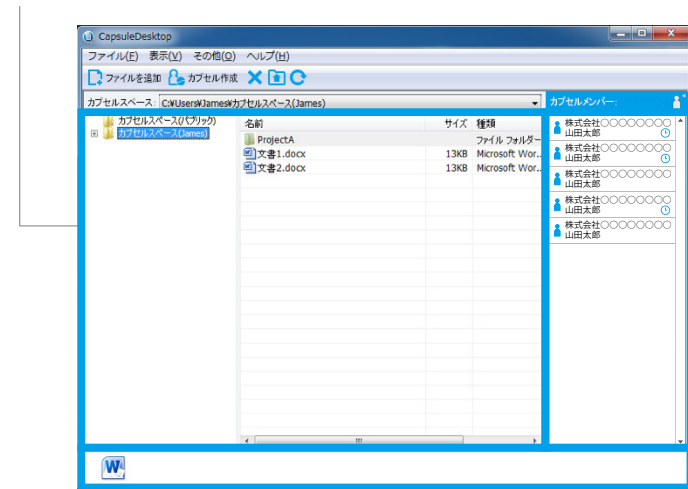 CapsuleDesktop
ファイル(F) 表示(V) その他(O) ヘルプ(H)
ファイルを追加 カプセル作成
カプセルスペース: C:¥Users¥James¥カプセルスペース(James)
カプセルメンバー:
カプセルスペース(パブリック)
カプセルスペース(James)
名前 サイズ 種類
ProjectA ファイル フォルダー
文書1.docx 13KB Microsoft Wor...
文書2.docx 13KB Microsoft Wor...
株式会社○○○○○○○○
山田太郎
株式会社○○○○○○○○
山田太郎
株式会社○○○○○○○○
山田太郎
株式会社○○○○○○○○
山田太郎
株式会社○○○○○○○○
山田太郎
W